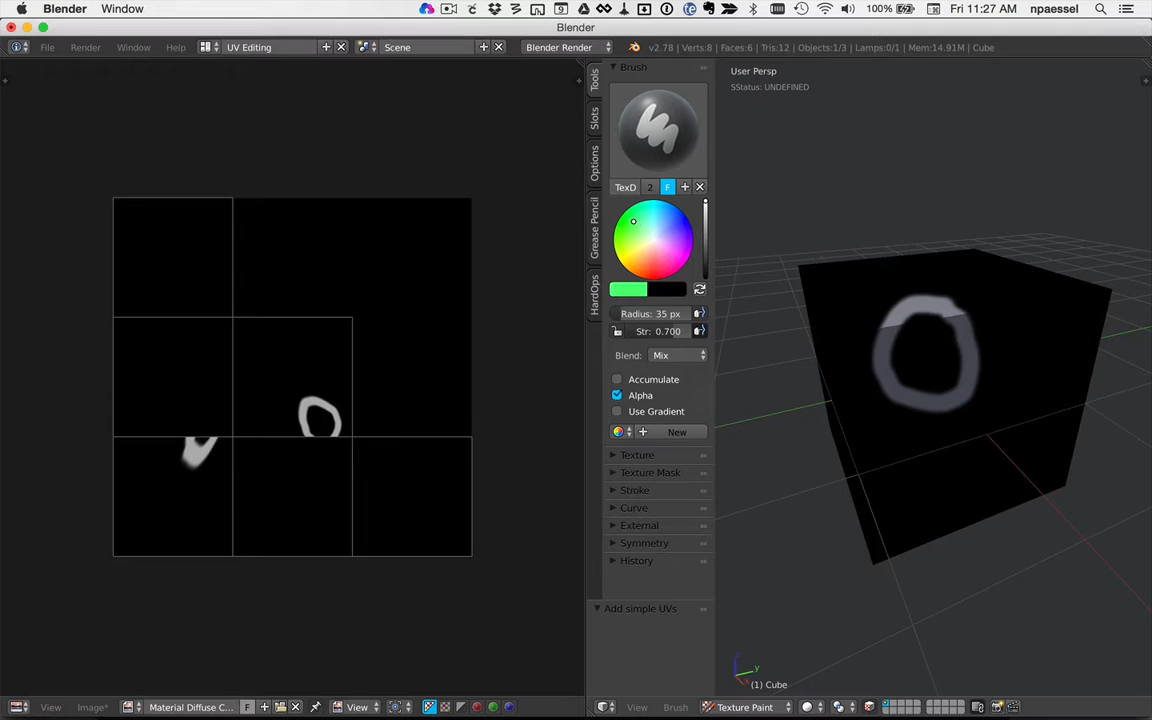 Blender Window 9 100% Fri 11:27 AM npaessel
Blender
File Render Window Help UV Editing Scene Blender Render v2.78 | Verts:8 | Faces:6 | Tris:12 | Objects:1/3 | Lamps:0/1 | Mem:14.91M | Cube
Tools
Slots
Options
Grease Pencil
HardOps
Brush
TexD 2 F
Radius: 35 px
Str: 0.700
Blend: Mix
Accumulate
Alpha
Use Gradient
New
Texture
Texture Mask
Stroke
Curve
External
Symmetry
History
Add simple UVs
User Persp
SStatus: UNDEFINED
z
y
x
(1) Cube
View Image* Material Diffuse C... F View
View Brush Texture Paint